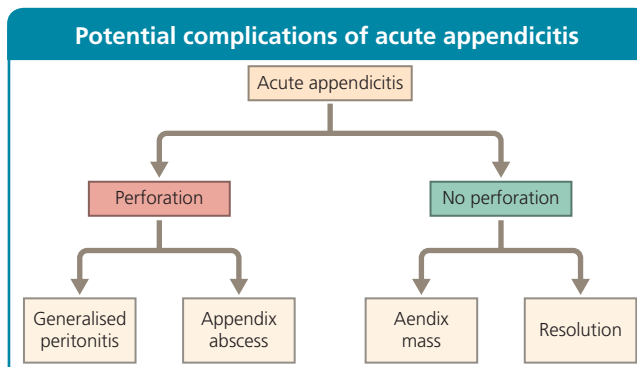 Potential complications of acute appendicitis
Acute appendicitis
Perforation
No perforation
Generalised
peritonitis
Appendix
abscess
Aendix
mass
Resolution